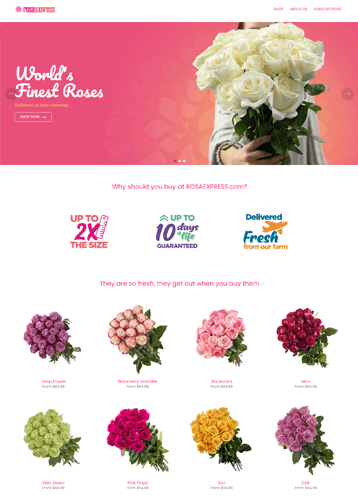 rosaexpress
SHOP ABOUT US SUBSCRIPTIONS
World's
Finest Roses
Delivered at your doorstep
SHOP NOW →
Why should you buy at ROSAEXPRESS.com?
UP TO
2X
THE SIZE
UP TO
10 days
of life
GUARANTEED
Delivered
Fresh
from our farm
They are so fresh, they get cut when you buy them
Deep Purple
Blackberry and Milk
Boulevard
Nina
Wild Green
Pink Floyd
Sun
Doll